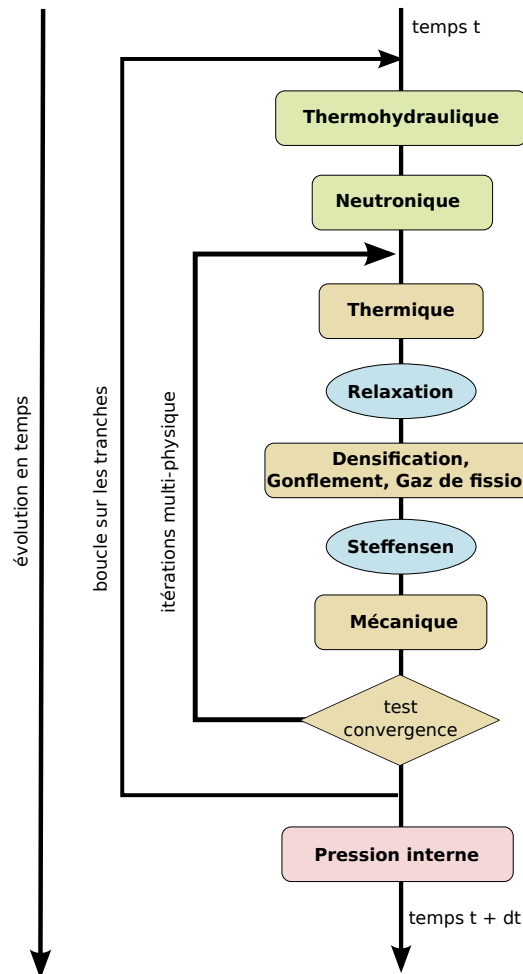 temps t
Thermohydraulique
Neutronique
Thermique
Relaxation
Densification,
Gonflement, Gaz de fissio
Steffensen
Mécanique
test
convergence
Pression interne
temps t + dt
évolution en temps
boucle sur les tranches
itérations multi-physique